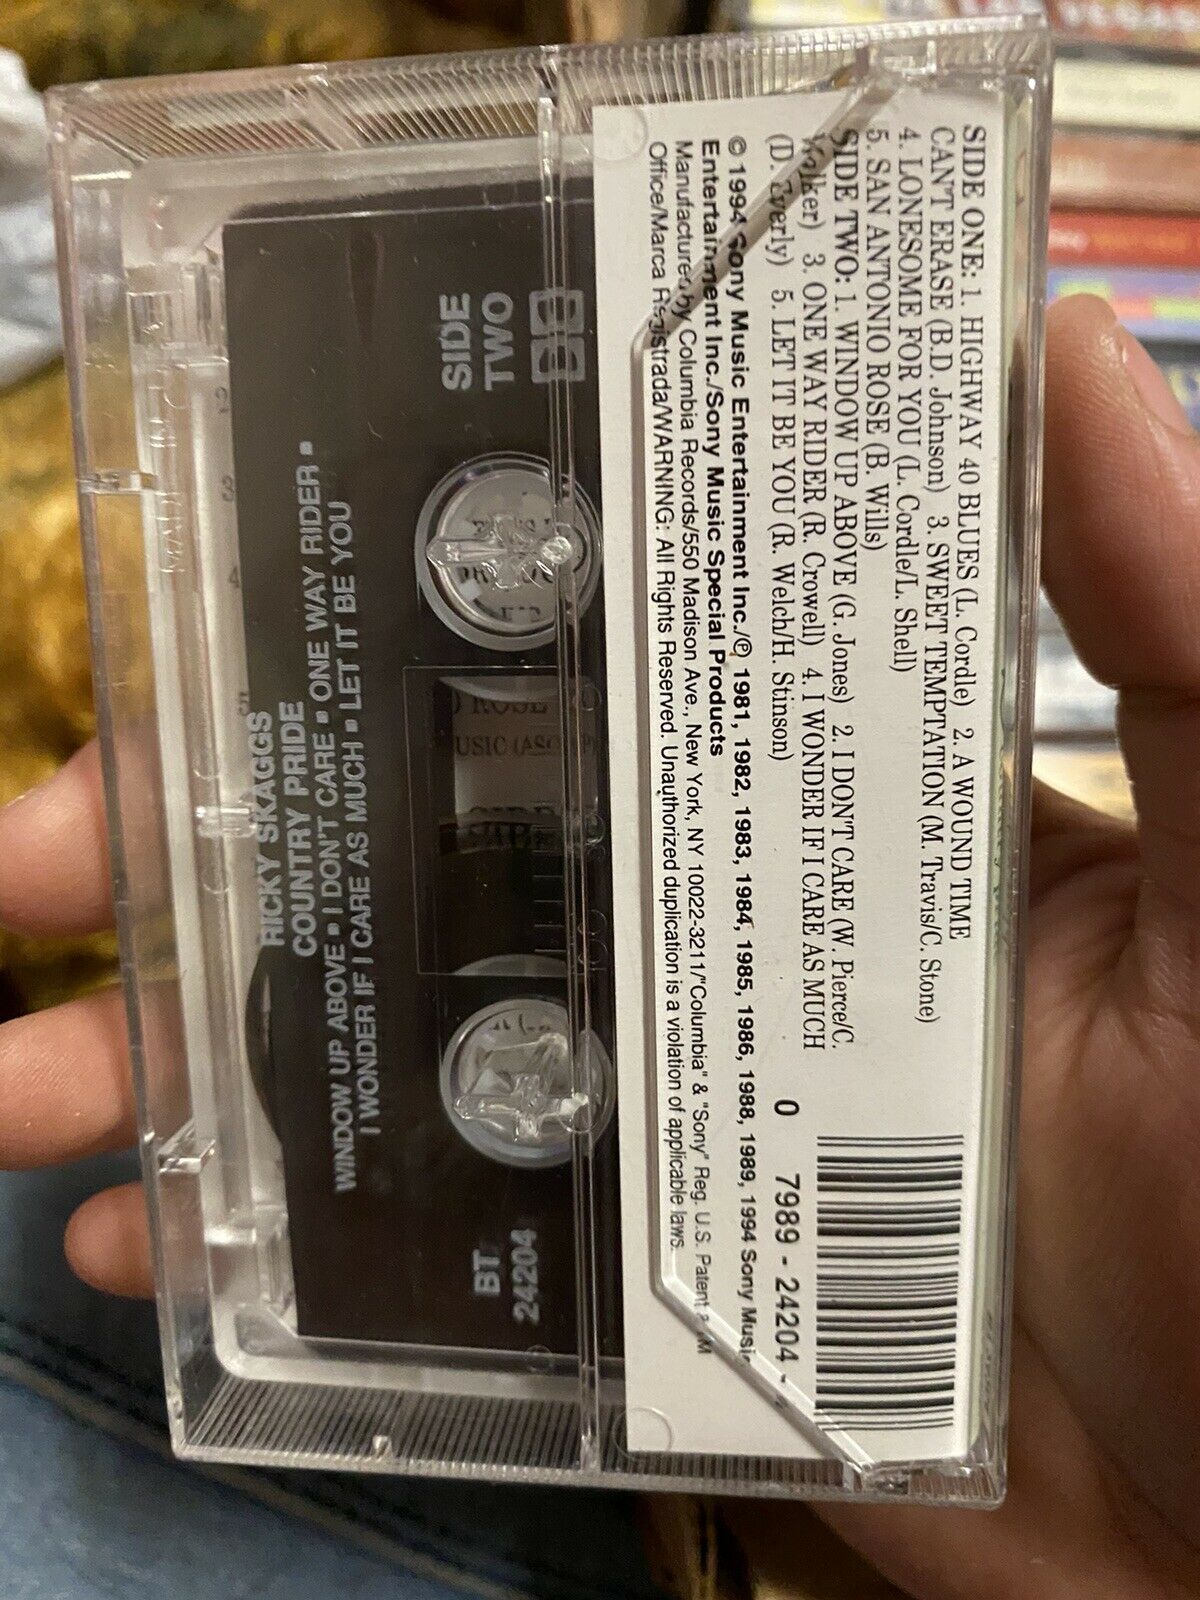 SIDE ONE: 1. HIGHWAY 40 BLUES (L. Cordle) 2. A WOUND TIME
CAN'T ERASE (B.D. Johnson) 3. SWEET TEMPTATION (M. Travis/C. Stone)
4. LONESOME FOR YOU (L. Cordle/L. Shell)
5. SAN ANTONIO ROSE (B. Wills)
SIDE TWO: 1. WINDOW UP ABOVE (G. Jones) 2. I DON'T CARE (W. Pierce/C.
Walker) 3. ONE WAY RIDER (R. Crowell) 4. I WONDER IF I CARE AS MUCH
(D. Everly) 5. LET IT BE YOU (R. Welch/H. Stinson)
0 7989 - 24204 -
© 1994 Sony Music Entertainment Inc./℗ 1981, 1982, 1983, 1984, 1985, 1986, 1988, 1989, 1994 Sony Music
Entertainment Inc./Sony Music Special Products
Manufactured by Columbia Records/550 Madison Ave., New York, NY 10022-3211/"Columbia" & "Sony" Reg. U.S. Patent
Office/Marca Registrada/WARNING: All Rights Reserved. Unauthorized duplication is a violation of applicable laws.
SIDE
TWO
BT
24204
RICKY SKAGGS
COUNTRY PRIDE
WINDOW UP ABOVE ▪ I DON'T CARE ▪ ONE WAY RIDER ▪
I WONDER IF I CARE AS MUCH ▪ LET IT BE YOU